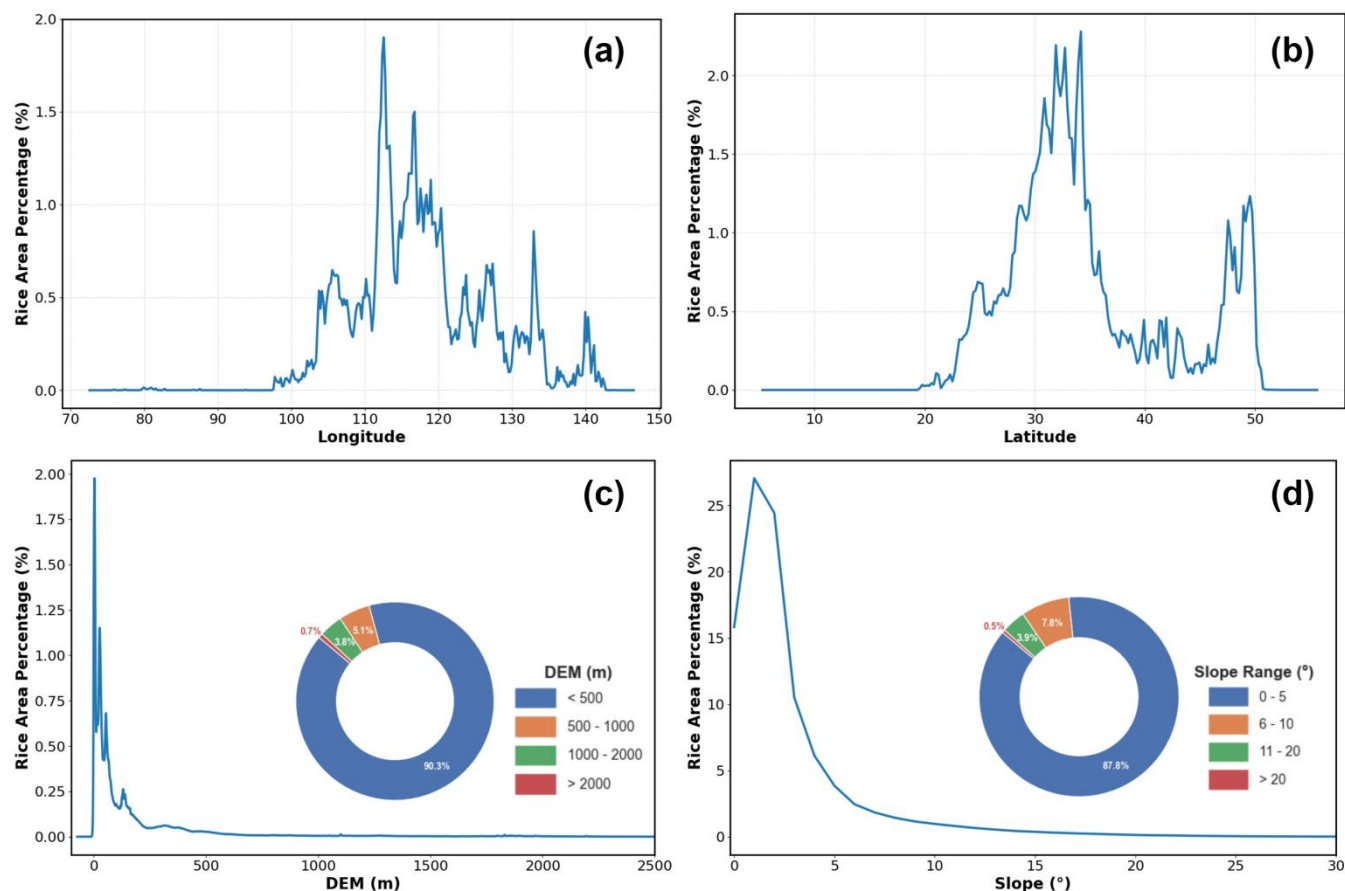 (a)
Rice Area Percentage (%)
2.0
1.5
1.0
0.5
0.0
70 80 90 100 110 120 130 140 150
Longitude
(b)
Rice Area Percentage (%)
2.0
1.5
1.0
0.5
0.0
10 20 30 40 50
Latitude
(c)
Rice Area Percentage (%)
2.00
1.75
1.50
1.25
1.00
0.75
0.50
0.25
0.00
0 500 1000 1500 2000 2500
DEM (m)
0.7%
3.8%
5.1%
90.3%
DEM (m)
< 500
500 - 1000
1000 - 2000
> 2000
(d)
Rice Area Percentage (%)
25
20
15
10
5
0
0 5 10 15 20 25 30
Slope (°)
0.5%
3.9%
7.8%
87.8%
Slope Range (°)
0 - 5
6 - 10
11 - 20
> 20